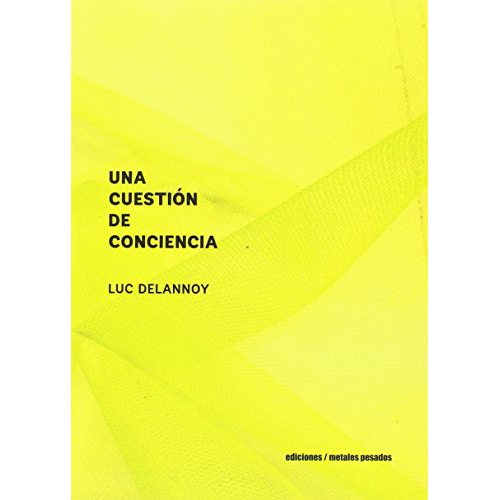 UNA
CUESTIÓN
DE
CONCIENCIA
LUC DELANNOY
ediciones / metales pesados